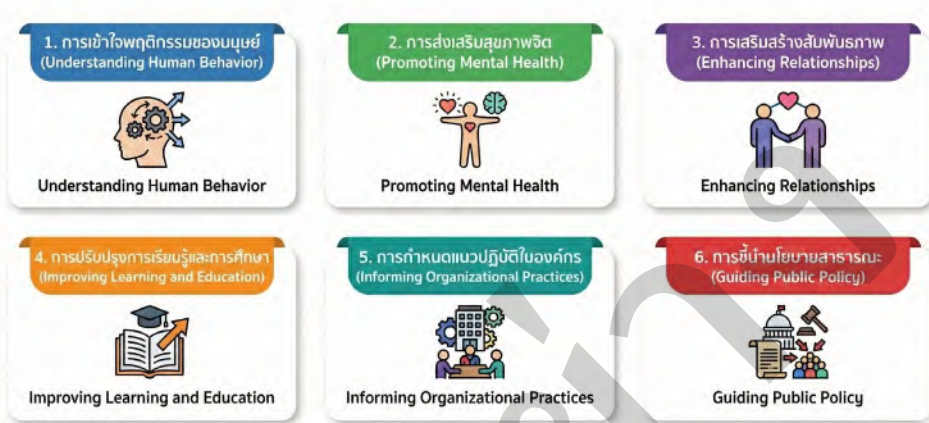 1. การเข้าใจพฤติกรรมของมนุษย์
(Understanding Human Behavior)
Understanding Human Behavior
2. การส่งเสริมสุขภาพจิต
(Promoting Mental Health)
Promoting Mental Health
3. การเสริมสร้างสัมพันธภาพ
(Enhancing Relationships)
Enhancing Relationships
4. การปรับปรุงการเรียนรู้และการศึกษา
(Improving Learning and Education)
Improving Learning and Education
5. การกำหนดแนวปฏิบัติในองค์กร
(Informing Organizational Practices)
Informing Organizational Practices
6. การชี้นำนโยบายสาธารณะ
(Guiding Public Policy)
Guiding Public Policy